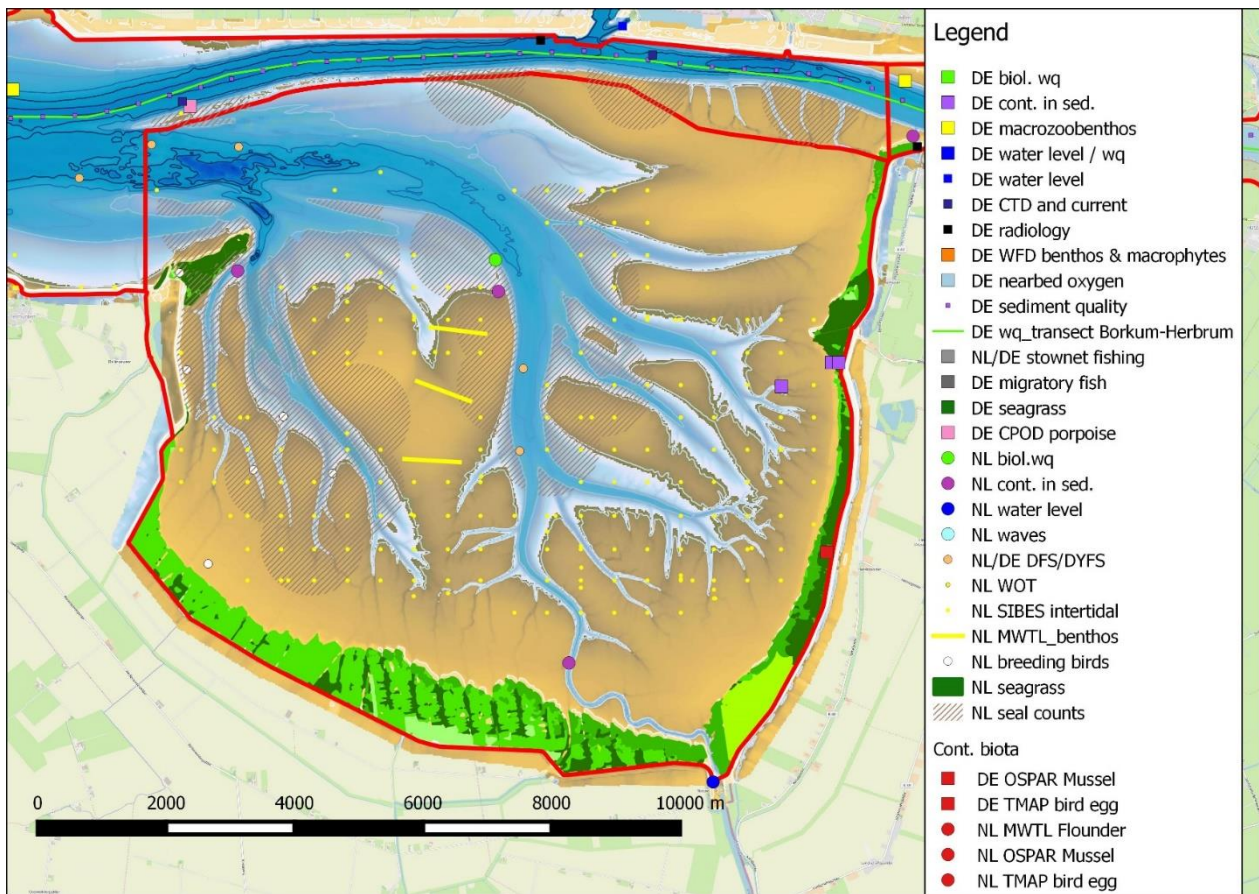 Legend
DE biol. wq
DE cont. in sed.
DE macrozoobenthos
DE water level / wq
DE water level
DE CTD and current
DE radiology
DE WFD benthos & macrophytes
DE nearbed oxygen
DE sediment quality
DE wq_transect Borkum-Herbrum
NL/DE stownet fishing
DE migratory fish
DE seagrass
DE CPOD porpoise
NL biol.wq
NL cont. in sed.
NL water level
NL waves
NL/DE DFS/DYFS
NL WOT
NL SIBES intertidal
NL MWTL_benthos
NL breeding birds
NL seagrass
NL seal counts
Cont. biota
DE OSPAR Mussel
DE TMAP bird egg
NL MWTL Flounder
NL OSPAR Mussel
NL TMAP bird egg
0 2000 4000 6000 8000 10000 m